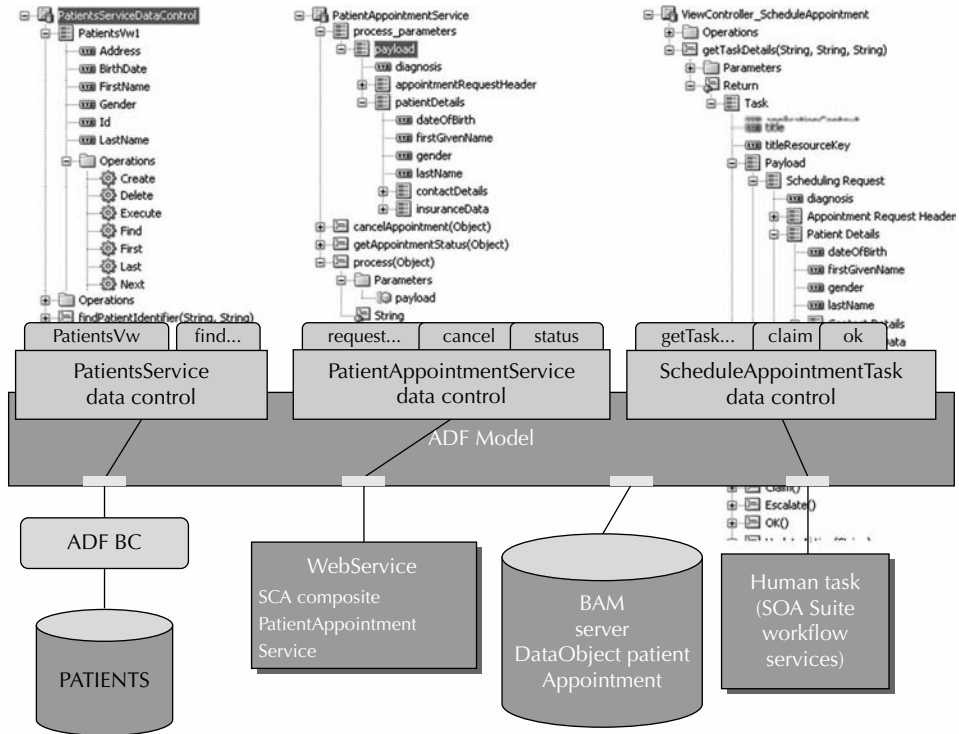 PatientsServiceDataControl
PatientsVw1
Address
BirthDate
FirstName
Gender
Id
LastName
Operations
Create
Delete
Execute
Find
First
Last
Next
Operations
findPatientIdentifier(String, String)
PatientAppointmentService
process_parameters
payload
diagnosis
appointmentRequestHeader
patientDetails
dateOfBirth
firstGivenName
gender
lastName
contactDetails
insuranceData
cancelAppointment(Object)
getAppointmentStatus(Object)
process(Object)
Parameters
payload
String
ViewController_ScheduleAppointment
Operations
getTaskDetails(String, String, String)
Parameters
Return
Task
title
titleResourceKey
Payload
Scheduling Request
diagnosis
Appointment Request Header
Patient Details
dateOfBirth
firstGivenName
gender
lastName
PatientsVw
find...
request...
cancel
status
getTask...
claim
ok
PatientsService
data control
PatientAppointmentService
data control
ScheduleAppointmentTask
data control
ADF Model
Claim()
Escalate()
OK()
ADF BC
PATIENTS
WebService
SCA composite
PatientAppointment
Service
BAM
server
DataObject patient
Appointment
Human task
(SOA Suite
workflow
services)